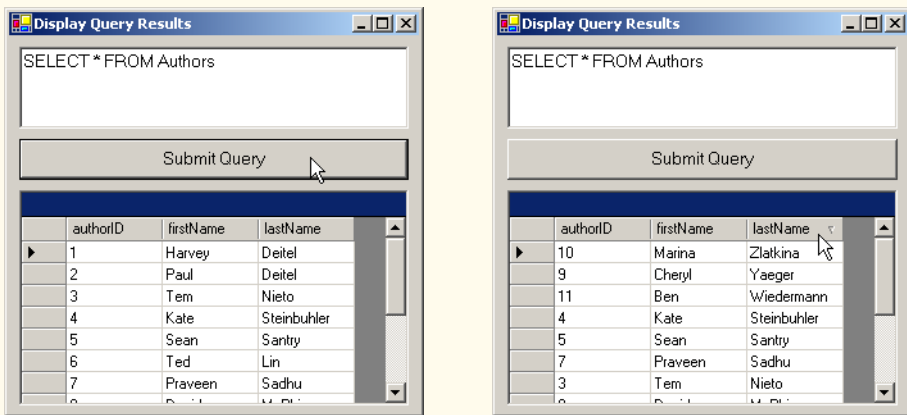 Display Query Results
SELECT * FROM Authors
Submit Query
authorID firstName lastName
1 Harvey Deitel
2 Paul Deitel
3 Tem Nieto
4 Kate Steinbuhler
5 Sean Santry
6 Ted Lin
7 Praveen Sadhu
Display Query Results
SELECT * FROM Authors
Submit Query
authorID firstName lastName
10 Marina Zlatkina
9 Cheryl Yaeger
11 Ben Wiedermann
4 Kate Steinbuhler
5 Sean Santry
7 Praveen Sadhu
3 Tem Nieto